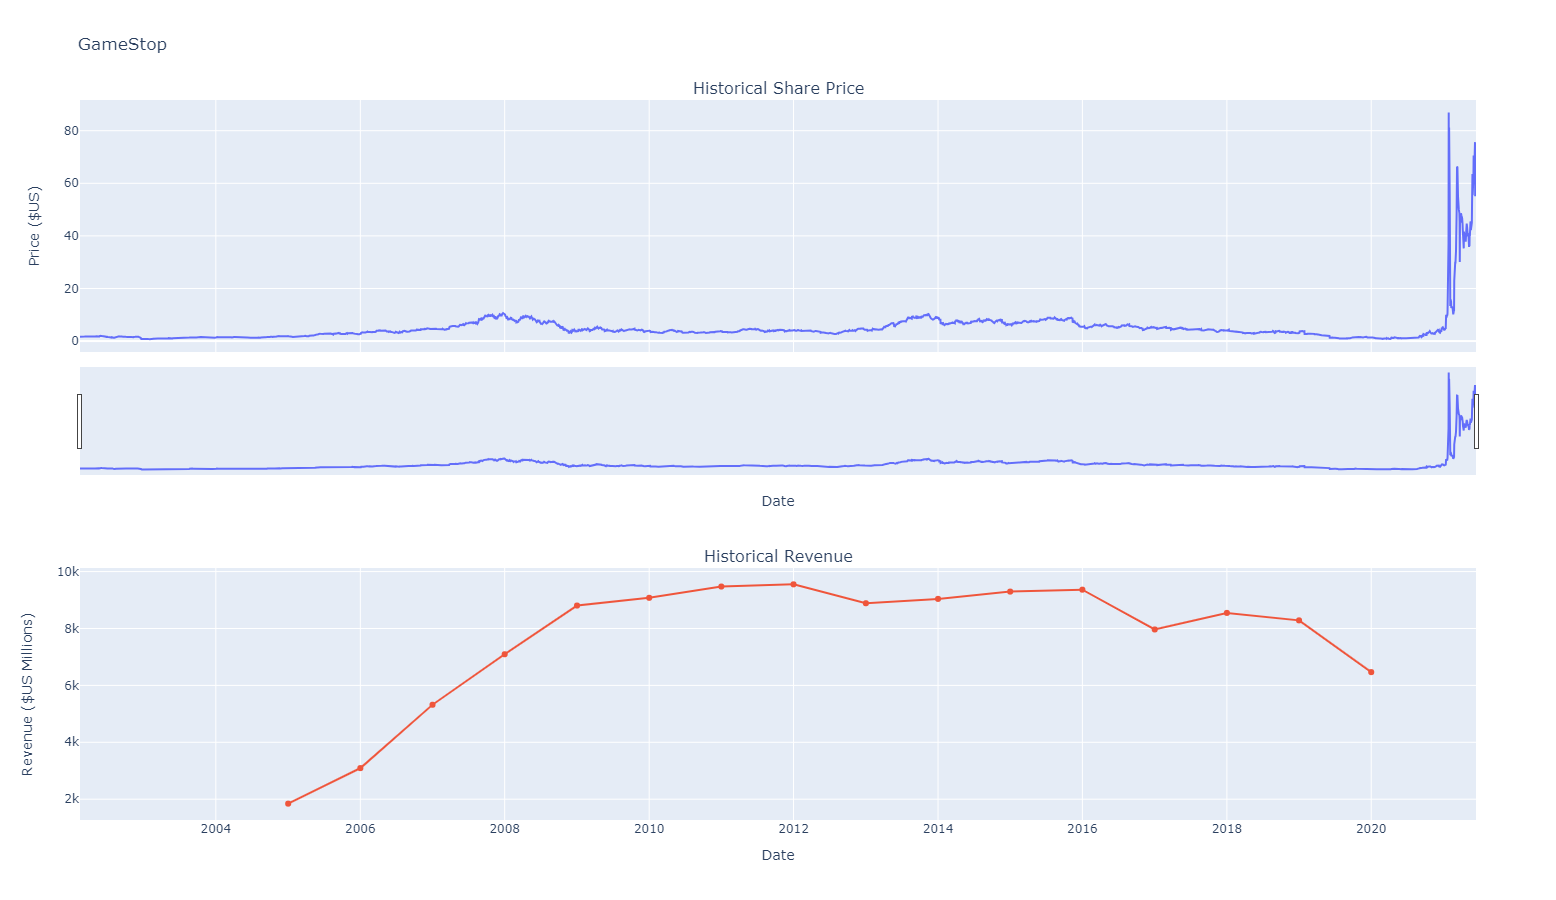 GameStop
Historical Share Price
80
60
40
20
0
Price ($US)
Date
Historical Revenue
10k
8k
6k
4k
2k
Revenue ($US Millions)
2004 2006 2008 2010 2012 2014 2016 2018 2020
Date